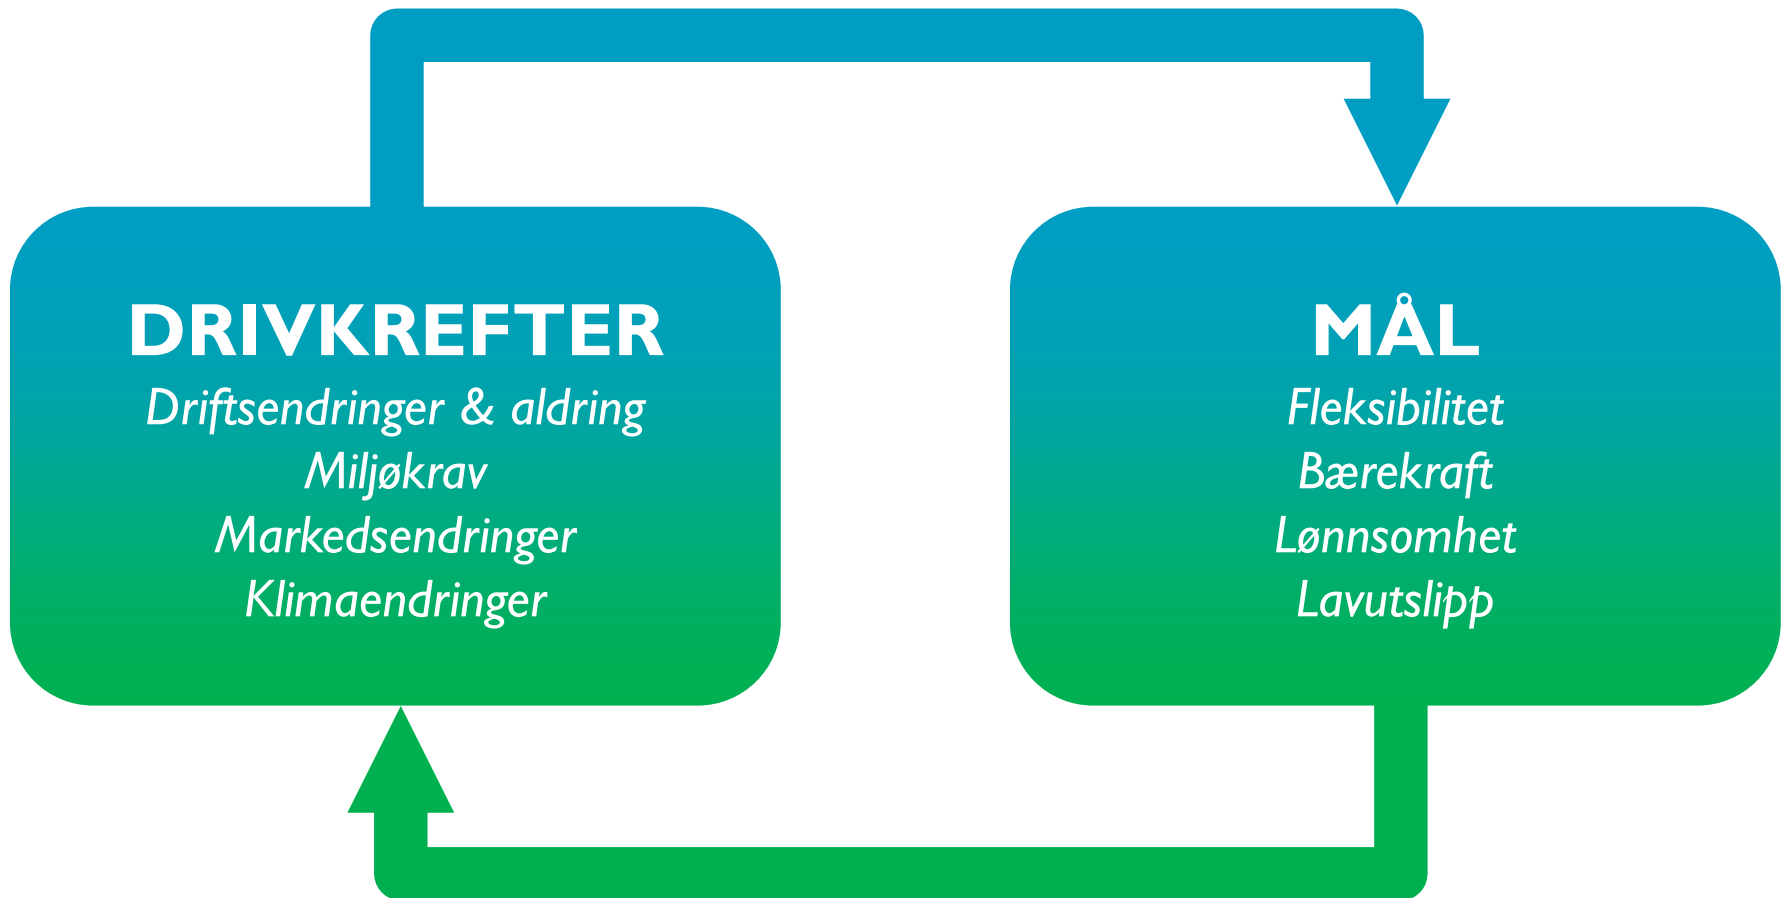 DRIVKREFTER
Driftsendringer & aldring
Miljøkrav
Markedsendringer
Klimaendringer
MÅL
Fleksibilitet
Bærekraft
Lønnsomhet
Lavutslipp